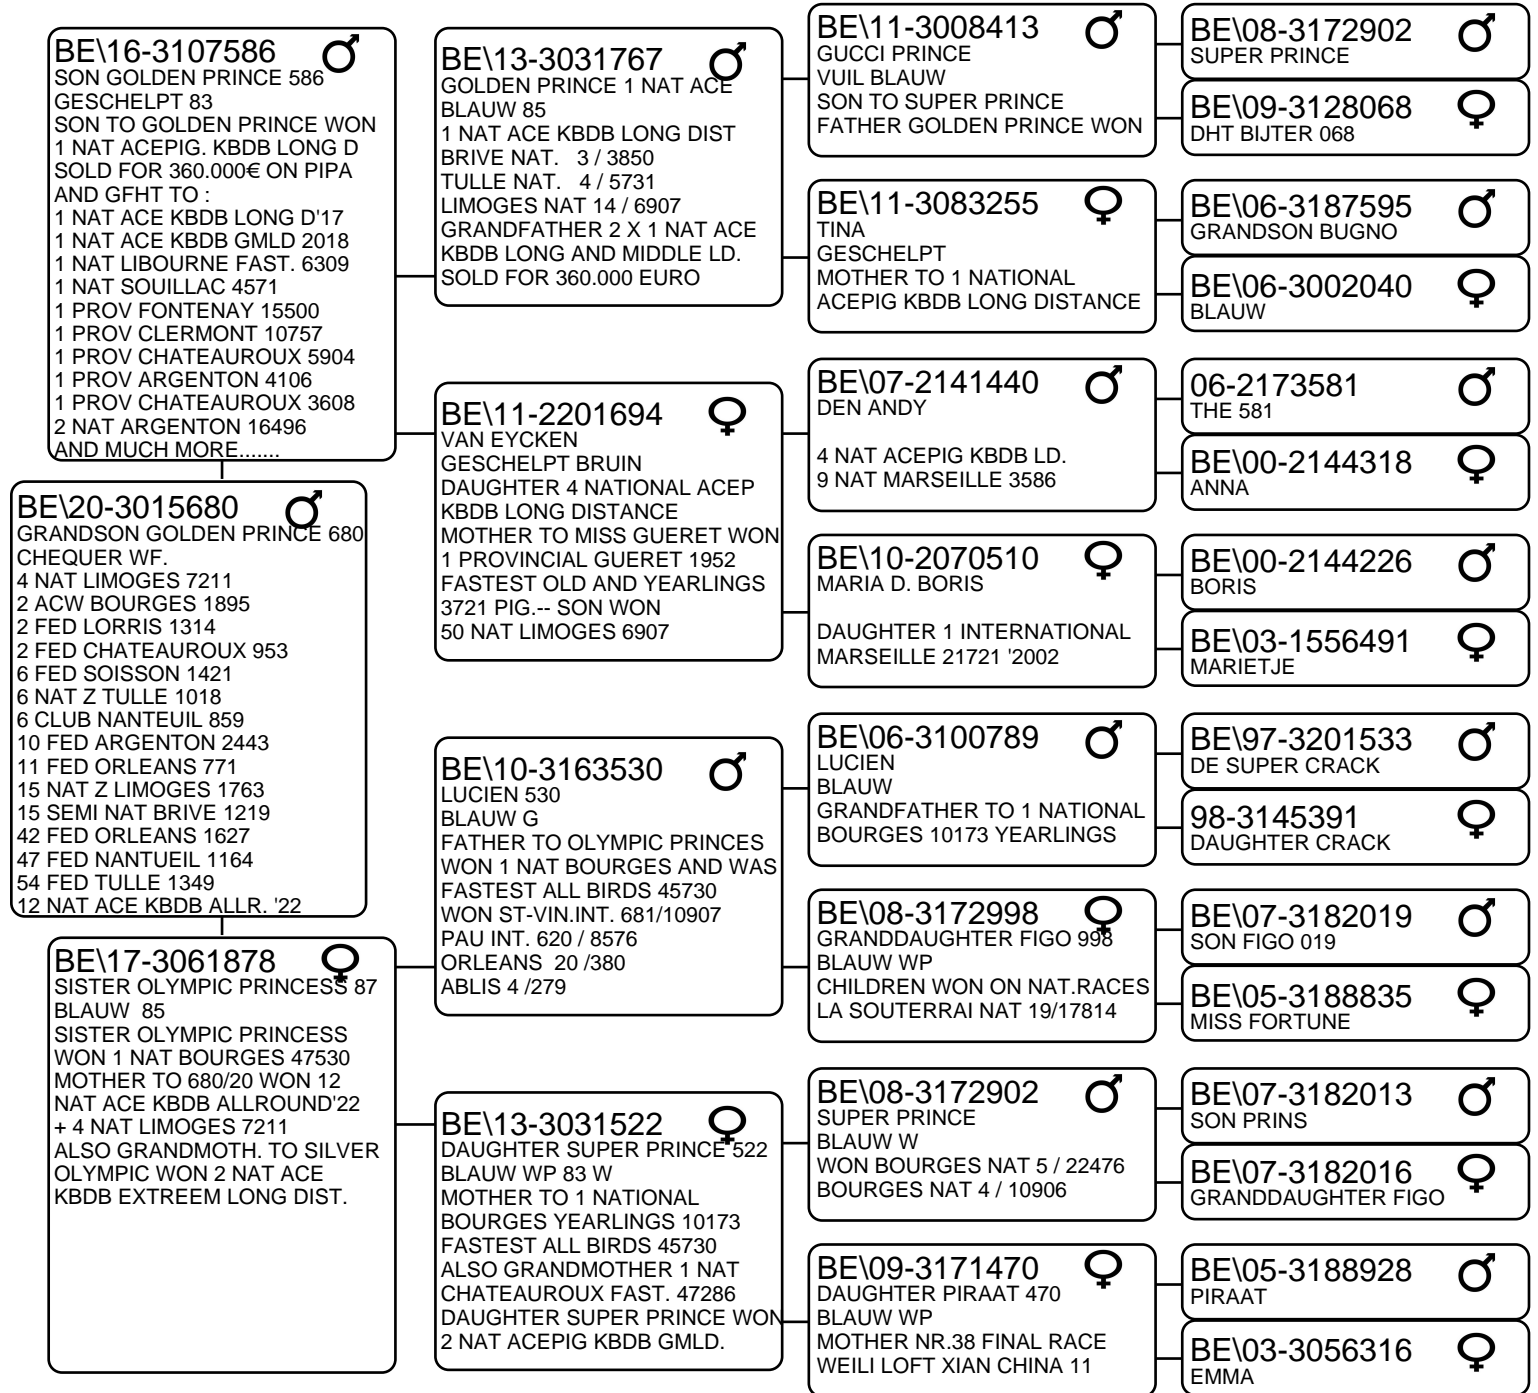 BE\16-3107586
SON GOLDEN PRINCE 586
GESCHELPT 83
SON TO GOLDEN PRINCE WON
1 NAT ACEPIG. KBDB LONG D
SOLD FOR 360.000€ ON PIPA
AND GFHT TO :
1 NAT ACE KBDB LONG D'17
1 NAT ACE KBDB GMLD 2018
1 NAT LIBOURNE FAST. 6309
1 NAT SOUILLAC 4571
1 PROV FONTENAY 15500
1 PROV CLERMONT 10757
1 PROV CHATEAUROUX 5904
1 PROV ARGENTON 4106
1 PROV CHATEAUROUX 3608
2 NAT ARGENTON 16496
AND MUCH MORE.......
BE\20-3015680
GRANDSON GOLDEN PRINCE 680
CHEQUER WF.
4 NAT LIMOGES 7211
2 ACW BOURGES 1895
2 FED LORRIS 1314
2 FED CHATEAUROUX 953
6 FED SOISSON 1421
6 NAT Z TULLE 1018
6 CLUB NANTEUIL 859
10 FED ARGENTON 2443
11 FED ORLEANS 771
15 NAT Z LIMOGES 1763
15 SEMI NAT BRIVE 1219
42 FED ORLEANS 1627
47 FED NANTUEIL 1164
54 FED TULLE 1349
12 NAT ACE KBDB ALLR. '22
BE\17-3061878
SISTER OLYMPIC PRINCESS 87
BLAUW  85
SISTER OLYMPIC PRINCESS
WON 1 NAT BOURGES 47530
MOTHER TO 680/20 WON 12
NAT ACE KBDB ALLROUND'22
+ 4 NAT LIMOGES 7211
ALSO GRANDMOTH. TO SILVER
OLYMPIC WON 2 NAT ACE
KBDB EXTREEM LONG DIST.
BE\13-3031767
GOLDEN PRINCE 1 NAT ACE
BLAUW 85
1 NAT ACE KBDB LONG DIST
BRIVE NAT.   3 / 3850
TULLE NAT.   4 / 5731
LIMOGES NAT 14 / 6907
GRANDFATHER 2 X 1 NAT ACE
KBDB LONG AND MIDDLE LD.
SOLD FOR 360.000 EURO
BE\11-2201694
VAN EYCKEN
GESCHELPT BRUIN
DAUGHTER 4 NATIONAL ACEP
KBDB LONG DISTANCE
MOTHER TO MISS GUERET WON
1 PROVINCIAL GUERET 1952
FASTEST OLD AND YEARLINGS
3721 PIG.-- SON WON
50 NAT LIMOGES 6907
BE\10-3163530
LUCIEN 530
BLAUW G
FATHER TO OLYMPIC PRINCES
WON 1 NAT BOURGES AND WAS
FASTEST ALL BIRDS 45730
WON ST-VIN.INT. 681/10907
PAU INT. 620 / 8576
ORLEANS  20 /380
ABLIS 4 /279
BE\13-3031522
DAUGHTER SUPER PRINCE 522
BLAUW WP 83 W
MOTHER TO 1 NATIONAL
BOURGES YEARLINGS 10173
FASTEST ALL BIRDS 45730
ALSO GRANDMOTHER 1 NAT
CHATEAUROUX FAST. 47286
DAUGHTER SUPER PRINCE WON
2 NAT ACEPIG KBDB GMLD.
BE\11-3008413
GUCCI PRINCE
VUIL BLAUW
SON TO SUPER PRINCE
FATHER GOLDEN PRINCE WON
BE\11-3083255
TINA
GESCHELPT
MOTHER TO 1 NATIONAL
ACEPIG KBDB LONG DISTANCE
BE\07-2141440
DEN ANDY
4 NAT ACEPIG KBDB LD.
9 NAT MARSEILLE 3586
BE\10-2070510
MARIA D. BORIS
DAUGHTER 1 INTERNATIONAL
MARSEILLE 21721 '2002
BE\06-3100789
LUCIEN
BLAUW
GRANDFATHER TO 1 NATIONAL
BOURGES 10173 YEARLINGS
BE\08-3172998
GRANDDAUGHTER FIGO 998
BLAUW WP
CHILDREN WON ON NAT.RACES
LA SOUTERRAI NAT 19/17814
BE\08-3172902
SUPER PRINCE
BLAUW W
WON BOURGES NAT 5 / 22476
BOURGES NAT 4 / 10906
BE\09-3171470
DAUGHTER PIRAAT 470
BLAUW WP
MOTHER NR.38 FINAL RACE
WEILI LOFT XIAN CHINA 11
BE\08-3172902
SUPER PRINCE
BE\09-3128068
DHT BIJTER 068
BE\06-3187595
GRANDSON BUGNO
BE\06-3002040
BLAUW
06-2173581
THE 581
BE\00-2144318
ANNA
BE\00-2144226
BORIS
BE\03-1556491
MARIETJE
BE\97-3201533
DE SUPER CRACK
98-3145391
DAUGHTER CRACK
BE\07-3182019
SON FIGO 019
BE\05-3188835
MISS FORTUNE
BE\07-3182013
SON PRINS
BE\07-3182016
GRANDDAUGHTER FIGO
BE\05-3188928
PIRAAT
BE\03-3056316
EMMA